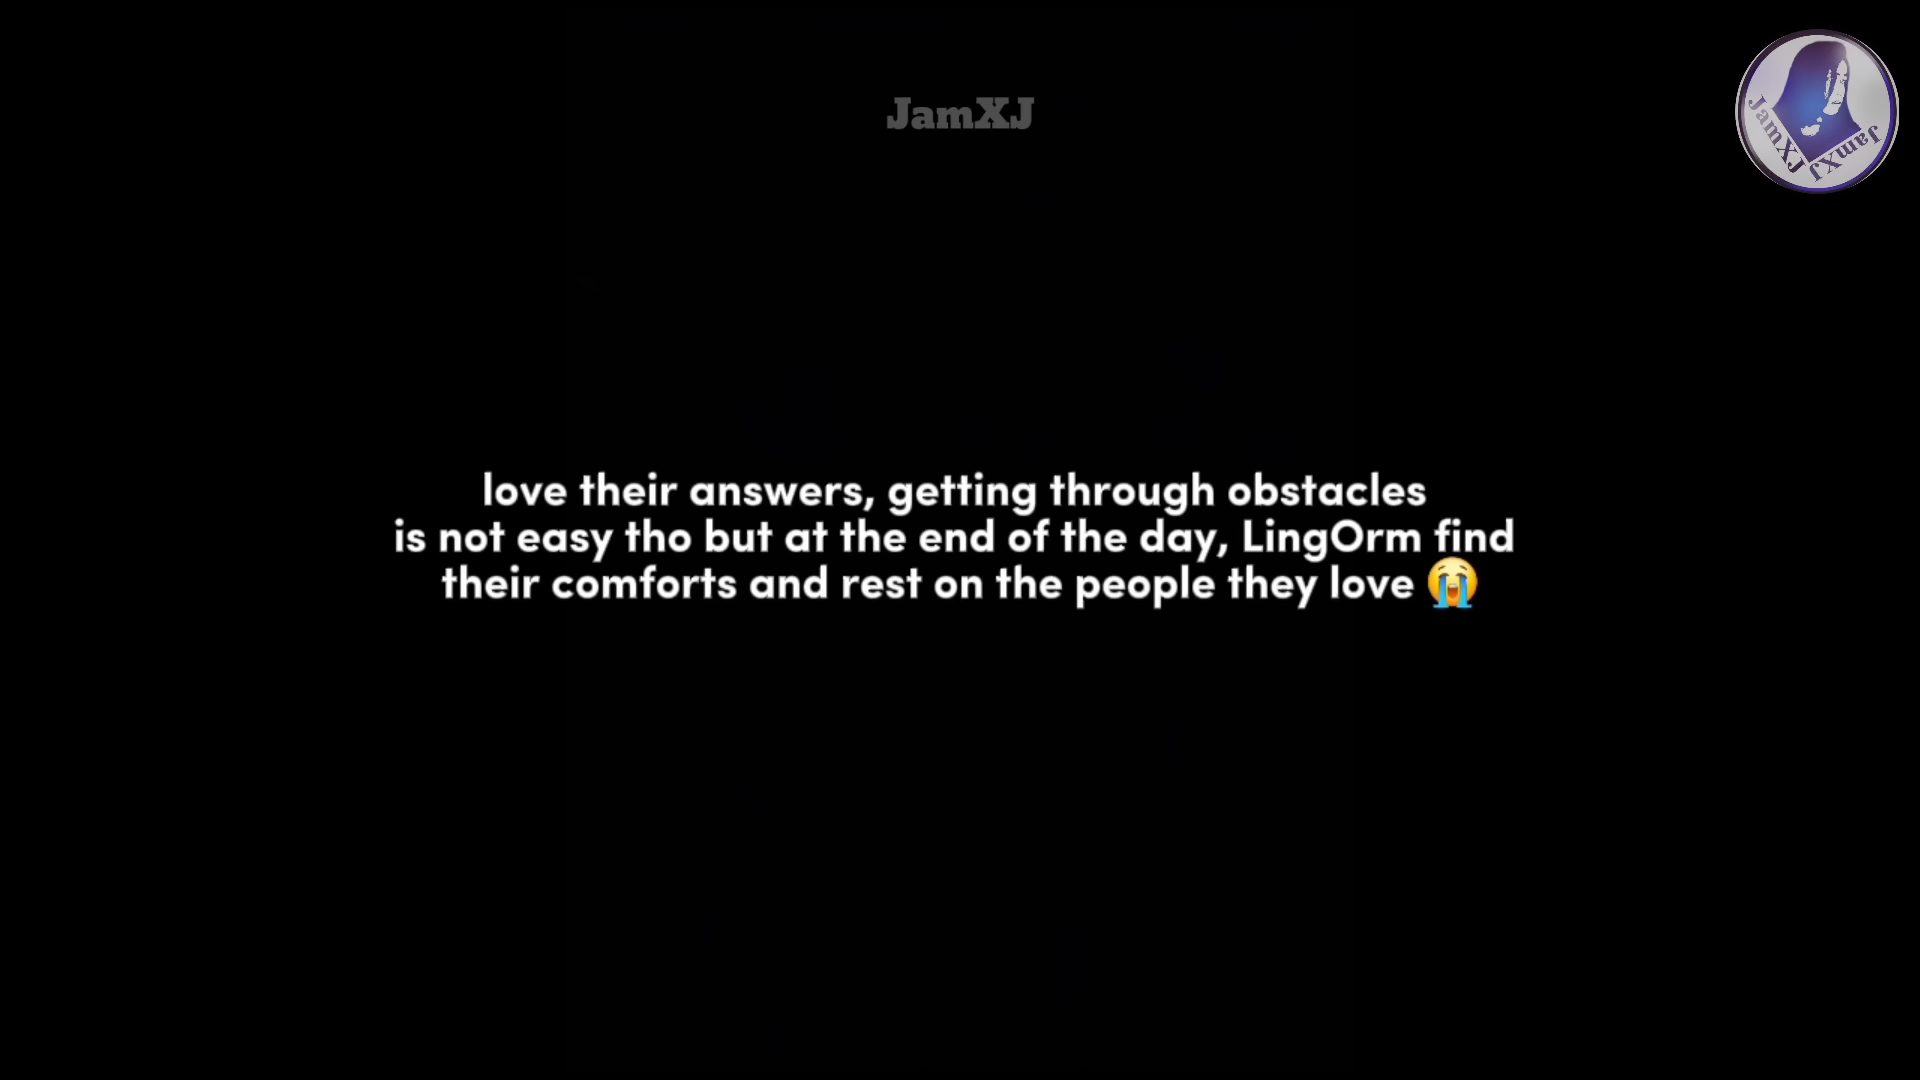 JamXJ
JamXJ JamXJ
love their answers, getting through obstacles
is not easy tho but at the end of the day, LingOrm find
their comforts and rest on the people they love 😭